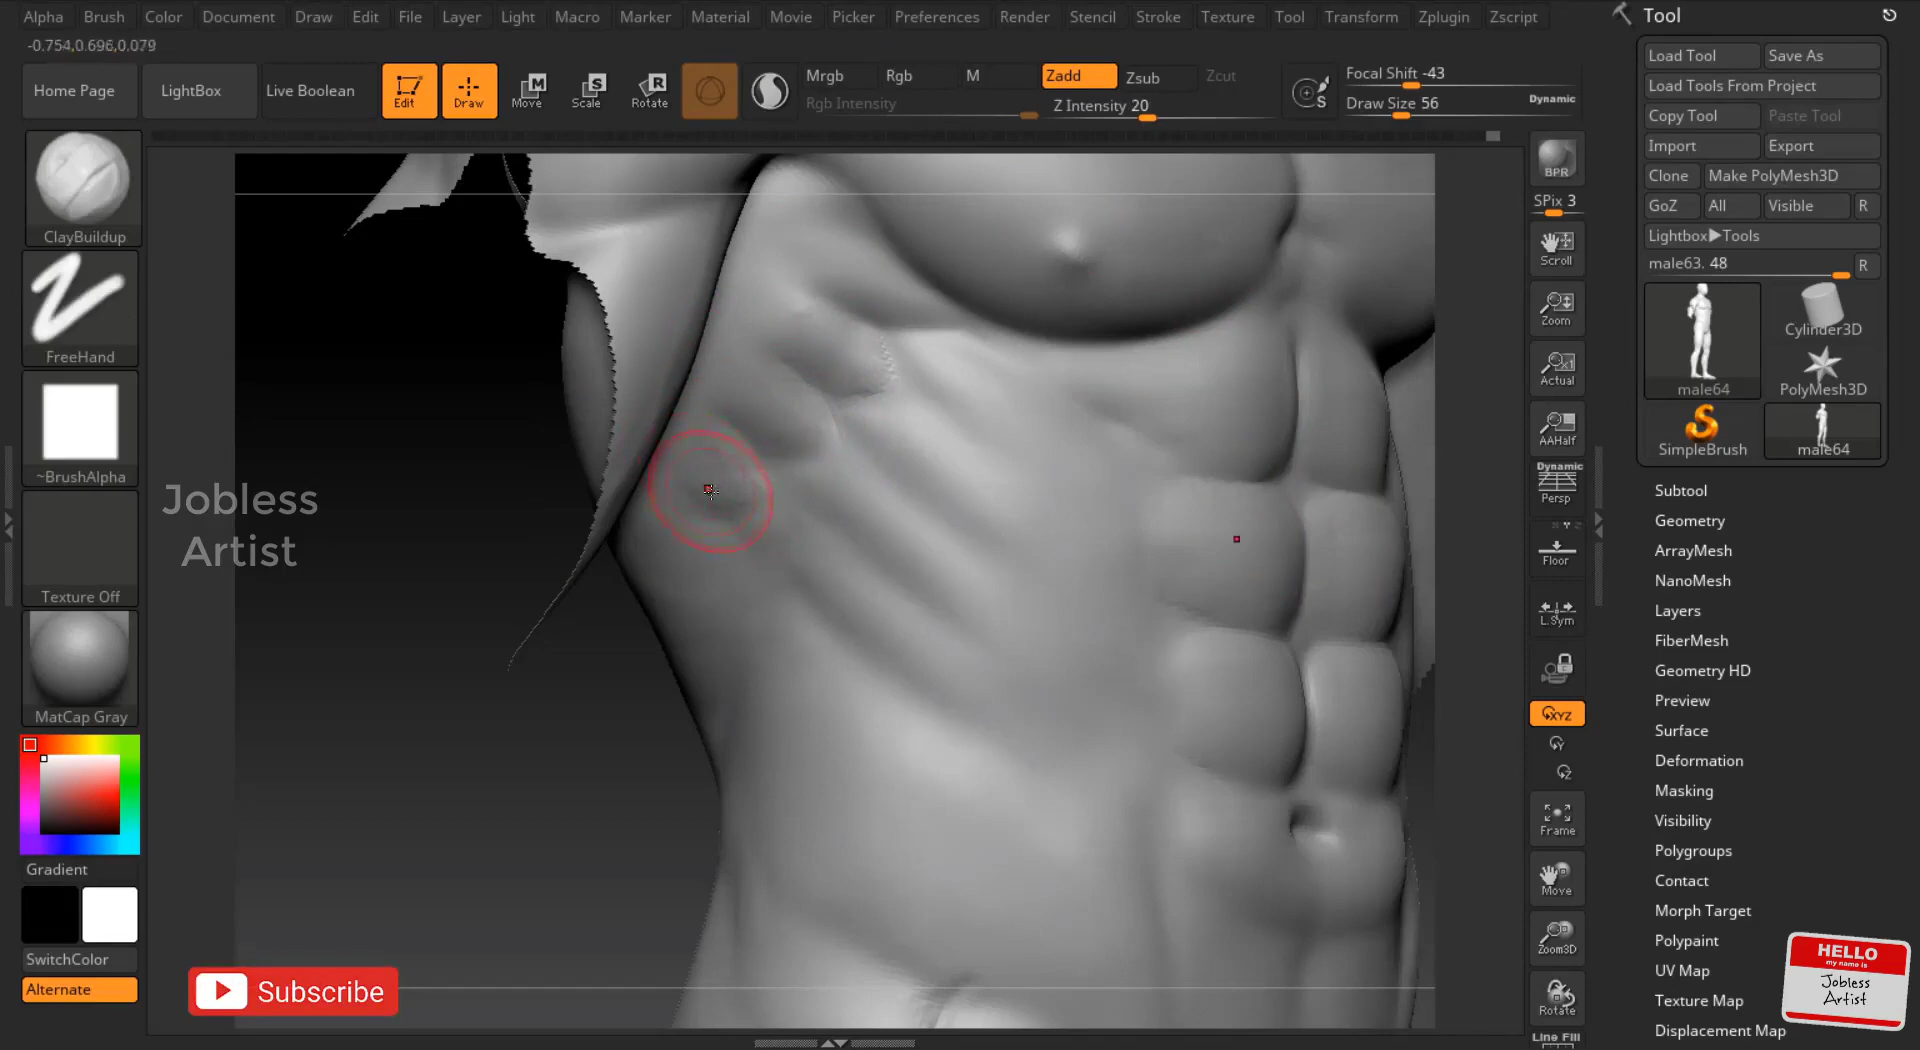 Alpha Brush Color Document Draw Edit File Layer Light Macro Marker Material Movie Picker Preferences Render Stencil Stroke Texture Tool Transform Zplugin Zscript
-0.754,0.696,0.079
Home Page LightBox Live Boolean Edit Draw Move Scale Rotate
Mrgb Rgb M Zadd Zsub Zcut
Rgb Intensity Z Intensity 20
Focal Shift -43
Draw Size 56 Dynamic
S
S
R
ClayBuildup
FreeHand
~BrushAlpha
Texture Off
MatCap Gray
Gradient
SwitchColor
Alternate
Jobless
Artist
Subscribe
BPR
SPix 3
Scroll
Zoom
Actual
AAHalf
Dynamic
Persp
Floor
L.Sym
XYZ
Y
Z
Frame
Move
Zoom3D
Rotate
Line Fill
Tool
Load Tool Save As
Load Tools From Project
Copy Tool Paste Tool
Import Export
Clone Make PolyMesh3D
GoZ All Visible R
Lightbox▶Tools
male63. 48 R
male64
Cylinder3D
PolyMesh3D
SimpleBrush male64
Subtool
Geometry
ArrayMesh
NanoMesh
Layers
FiberMesh
Geometry HD
Preview
Surface
Deformation
Masking
Visibility
Polygroups
Contact
Morph Target
Polypaint
UV Map
Texture Map
Displacement Map
HELLO
my name is
Jobless
Artist